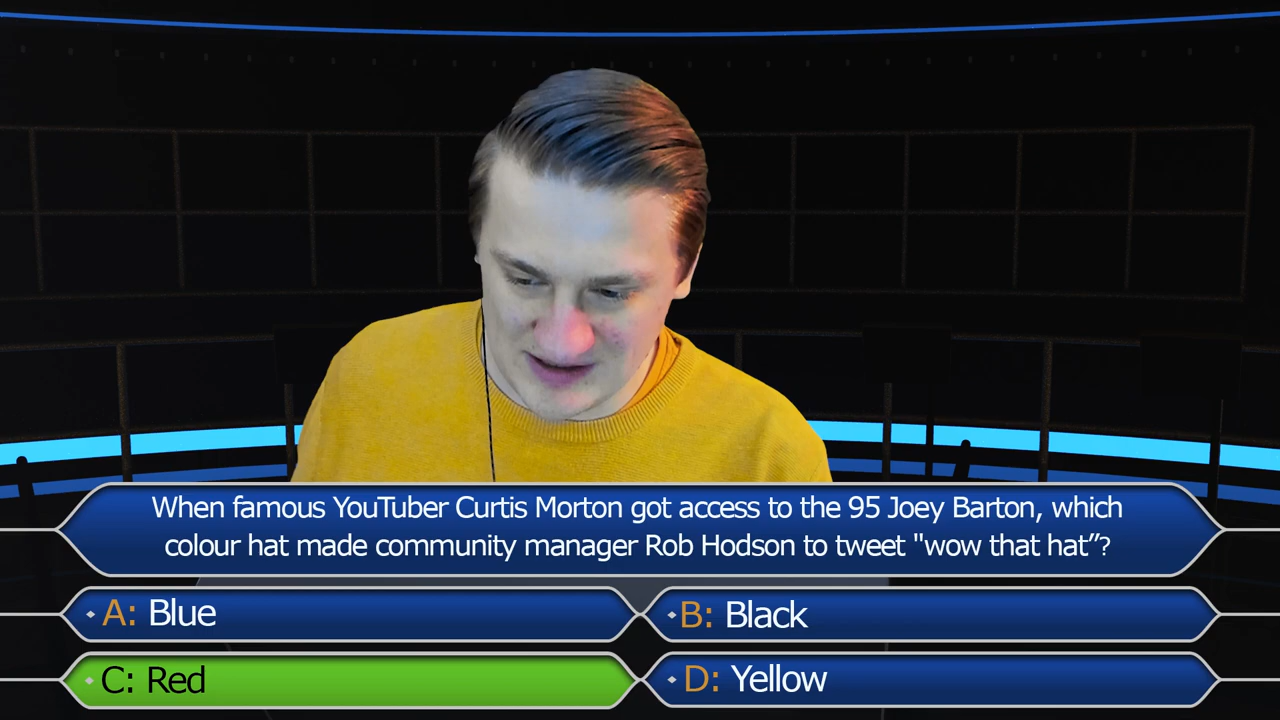 When famous YouTuber Curtis Morton got access to the 95 Joey Barton, which
colour hat made community manager Rob Hodson to tweet "wow that hat”?
A: Blue
B: Black
C: Red
D: Yellow